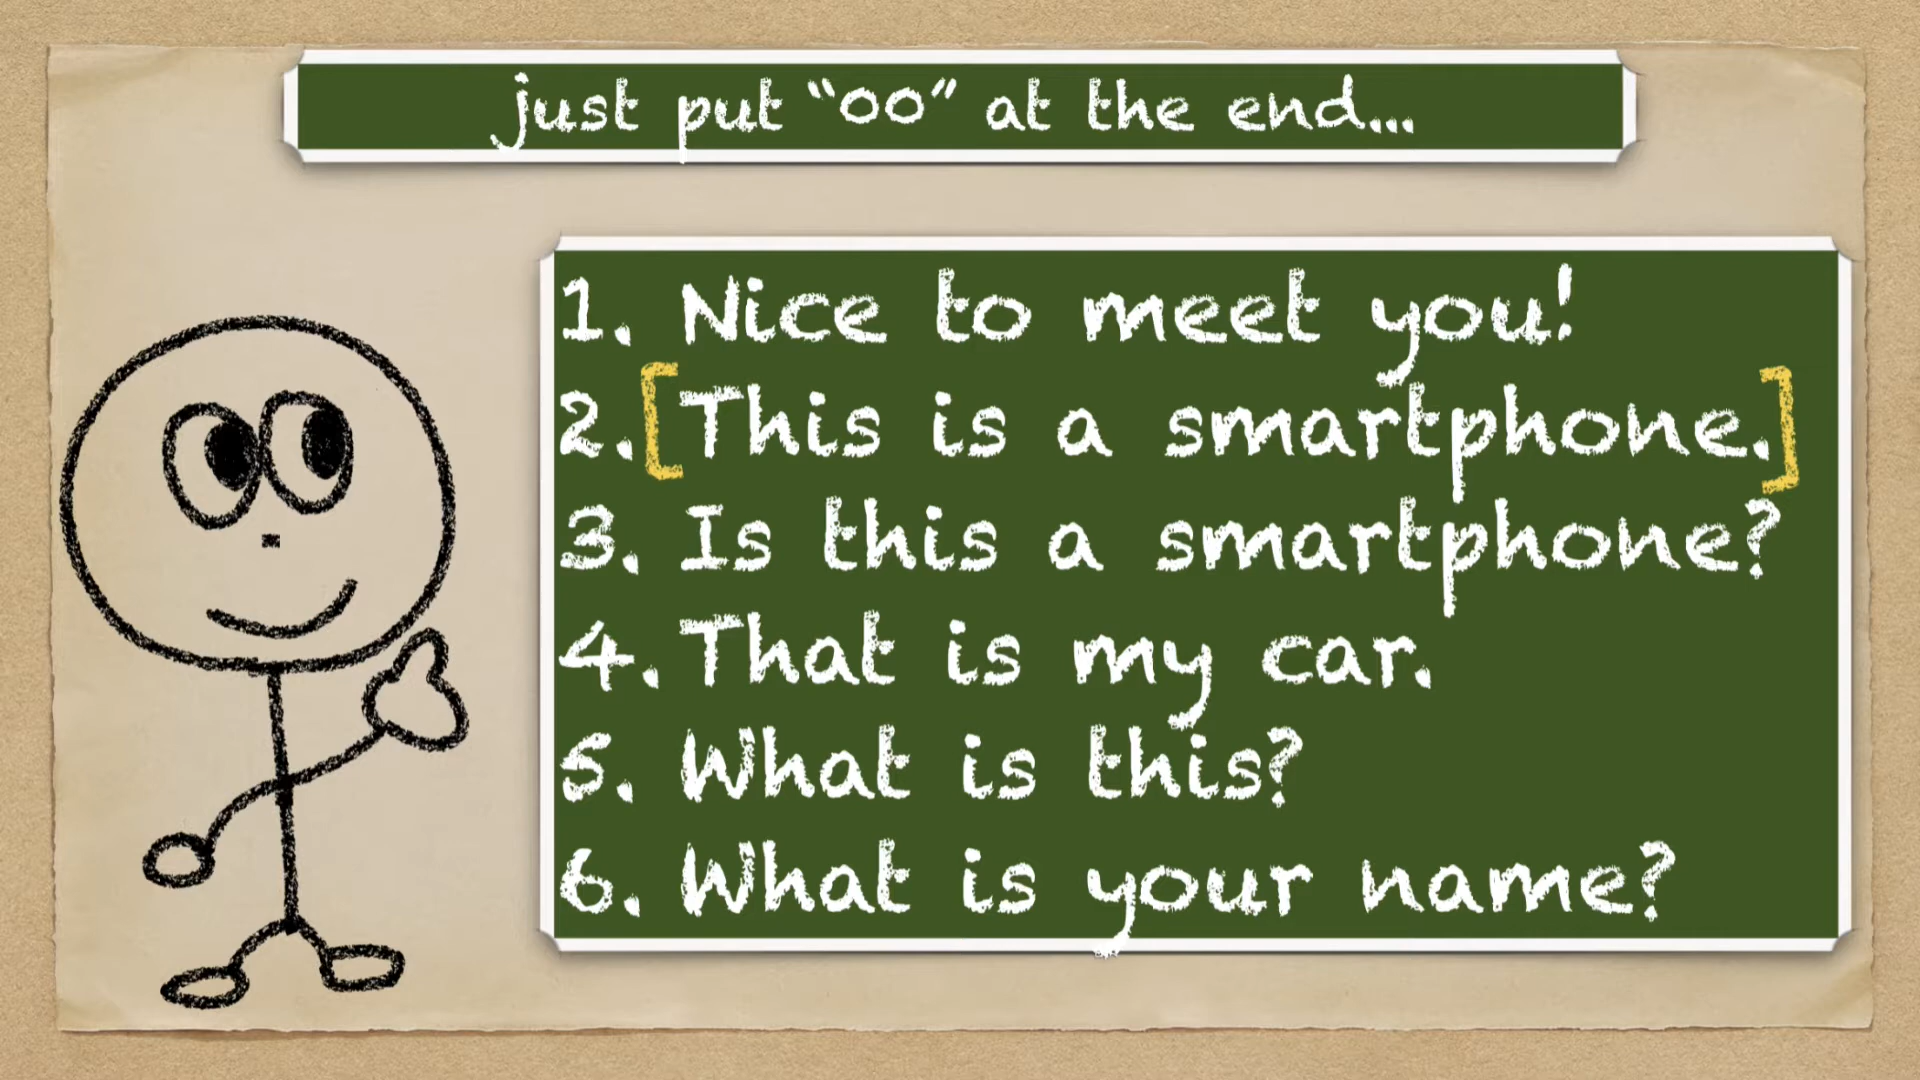 just put “OO” at the end...
1. Nice to meet you!
2. [This is a smartphone.]
3. Is this a smartphone?
4. That is my car.
5. What is this?
6. What is your name?